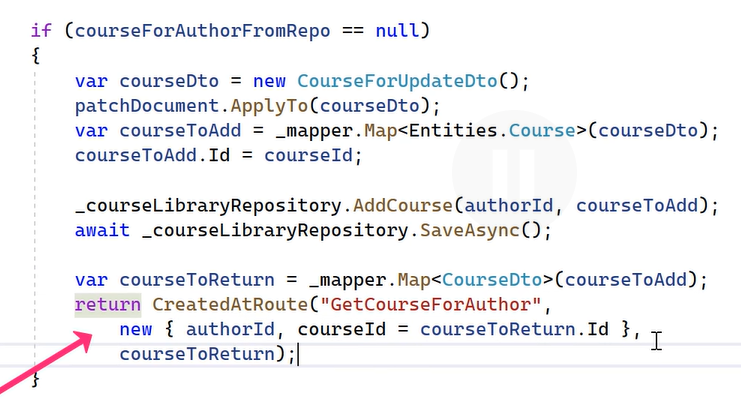 if (courseForAuthorFromRepo == null)
{
var courseDto = new CourseForUpdateDto();
patchDocument.ApplyTo(courseDto);
var courseToAdd = _mapper.Map<Entities.Course>(courseDto);
courseToAdd.Id = courseId;
_courseLibraryRepository.AddCourse(authorId, courseToAdd);
await _courseLibraryRepository.SaveAsync();
var courseToReturn = _mapper.Map<CourseDto>(courseToAdd);
return CreatedAtRoute("GetCourseForAuthor",
new { authorId, courseId = courseToReturn.Id },
courseToReturn);
}